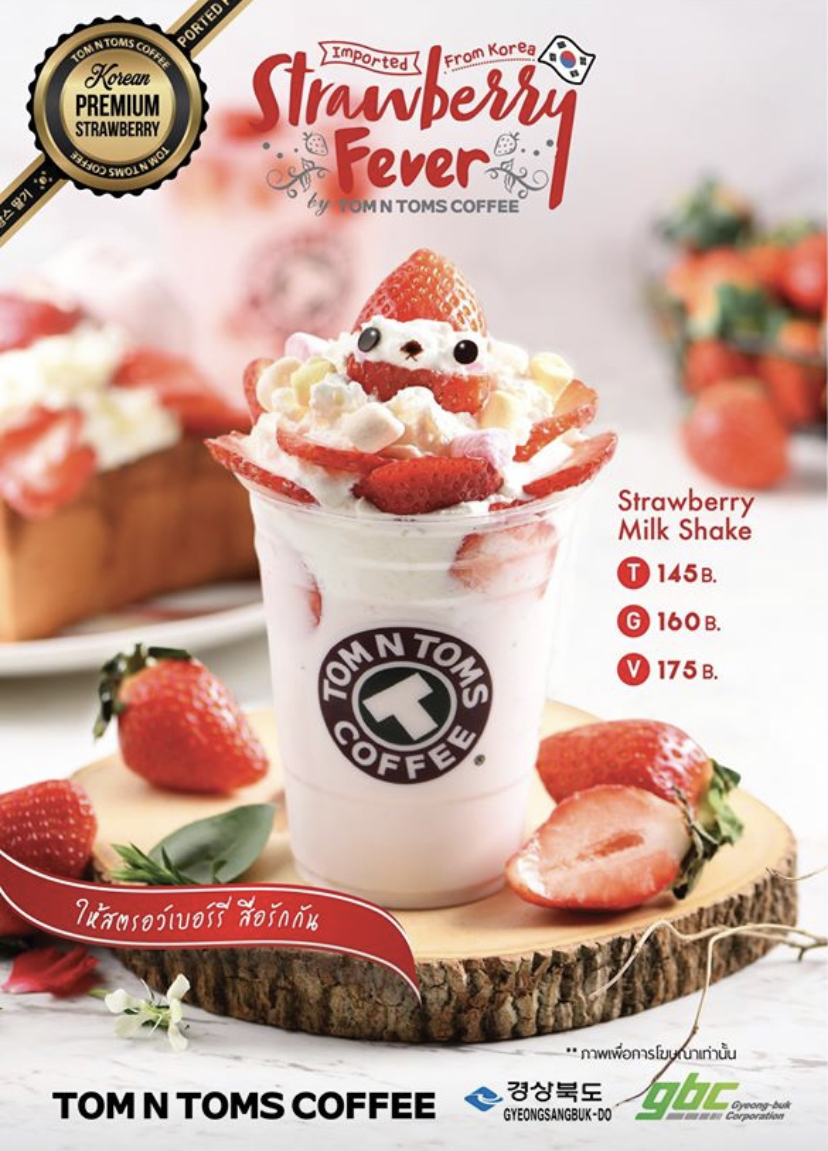 TOM N TOMS COFFEE
Korean
PREMIUM
STRAWBERRY
TOM N TOMS COFFEE
Imported From Korea
Strawberry
Fever
by TOM N TOMS COFFEE
Strawberry
Milk Shake
T 145 B.
G 160 B.
V 175 B.
TOM N TOMS
T
COFFEE
ให้สตรอว์เบอร์รี่ สื่อรักกัน
** ภาพเพื่อการโฆษณาเท่านั้น
TOM N TOMS COFFEE
경상북도
GYEONGSANGBUK-DO
gbc
Gyeong-buk
Corporation